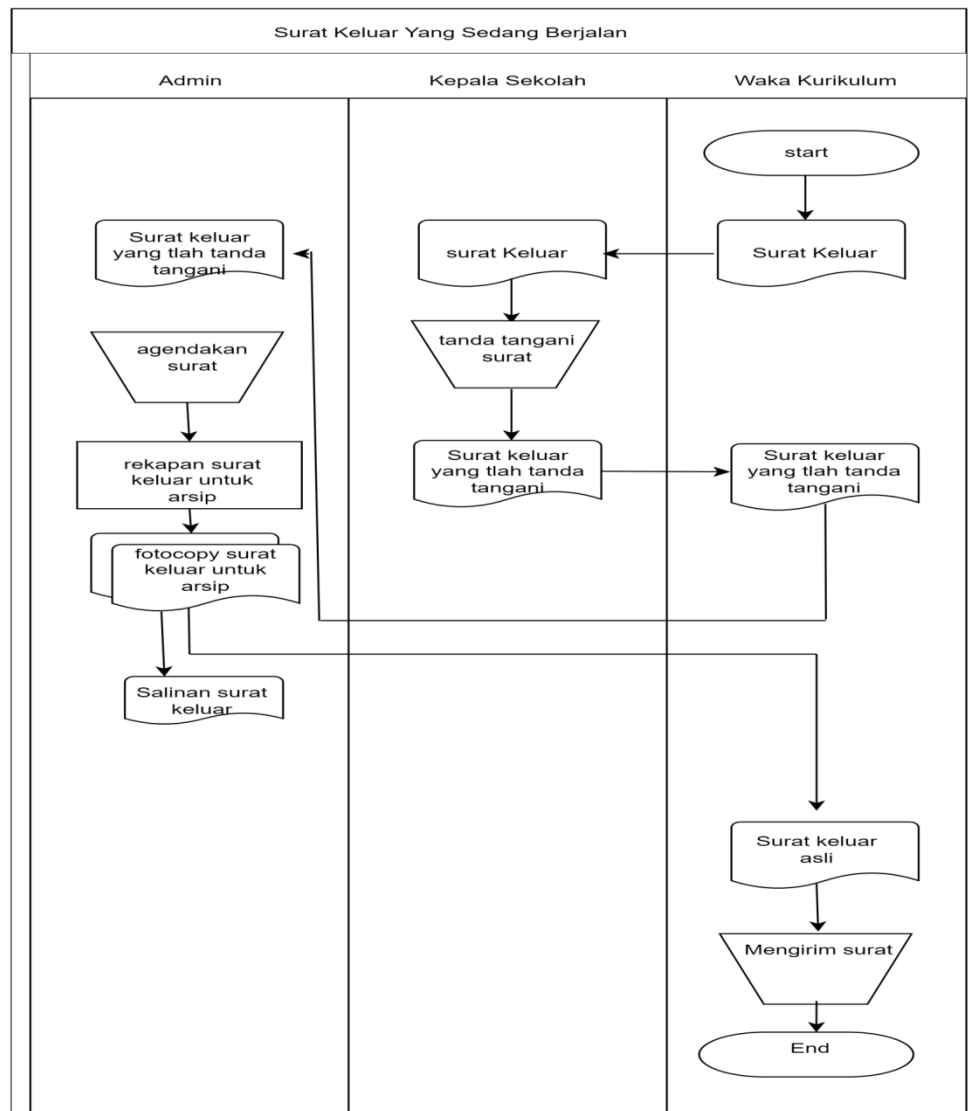 Surat Keluar Yang Sedang Berjalan
Admin
Kepala Sekolah
Waka Kurikulum
start
Surat keluar
yang tlah tanda
tangani
surat Keluar
Surat Keluar
agendakan
surat
tanda tangani
surat
rekapan surat
keluar untuk
arsip
Surat keluar
yang tlah tanda
tangani
Surat keluar
yang tlah tanda
tangani
fotocopy surat
keluar untuk
arsip
Salinan surat
keluar
Surat keluar
asli
Mengirim surat
End